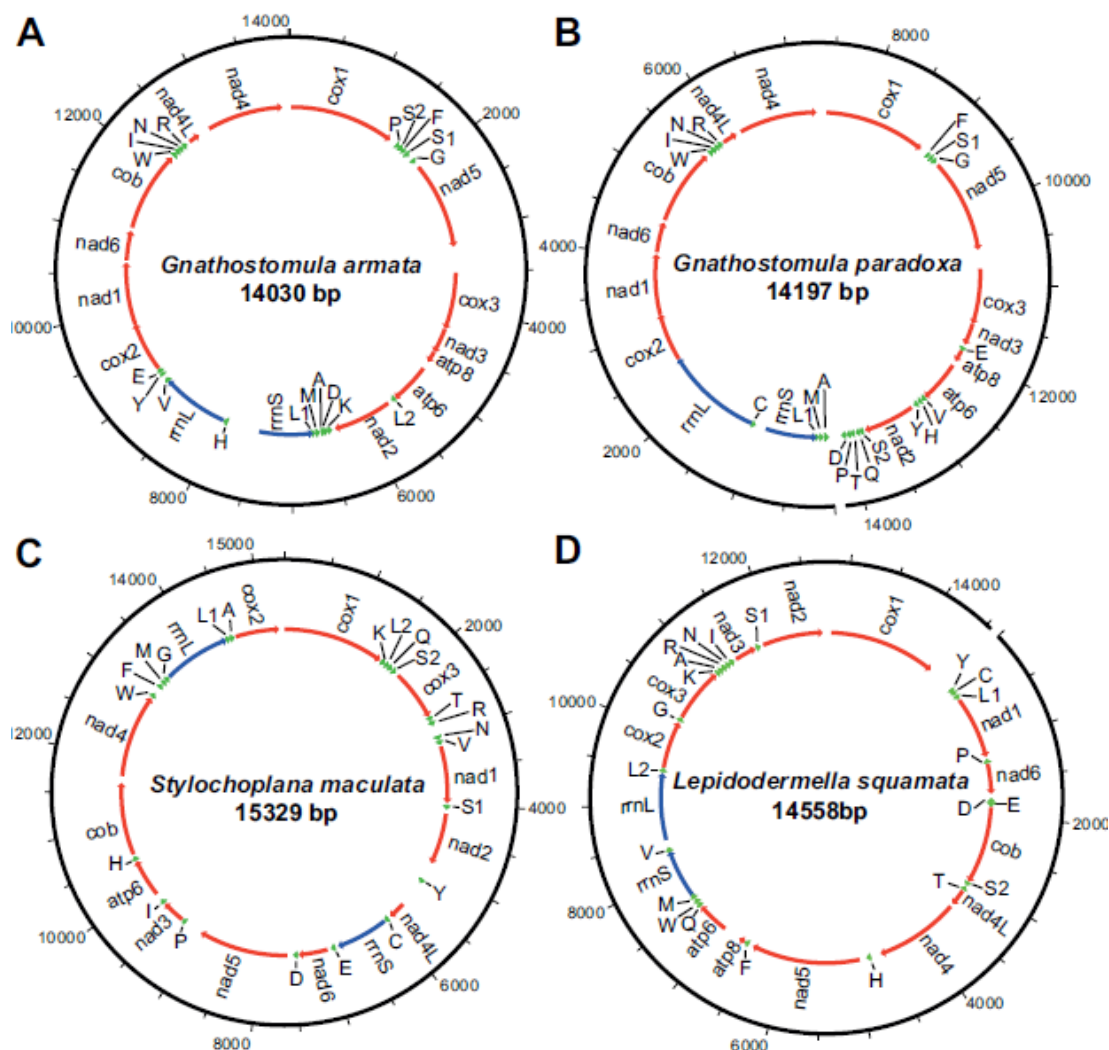 A
14000
2000
4000
6000
8000
10000
12000
cox1
P
S2
F
S1
G
nad5
cox3
nad3
atp8
atp6
L2
nad2
K
D
A
M
L1
rrnS
H
rrnL
V
Y
E
cox2
nad1
nad6
cob
W
I
N
R
nad4L
nad4
Gnathostomula armata
14030 bp
B
8000
10000
12000
14000
2000
4000
6000
cox1
F
S1
G
nad5
cox3
nad3
E
atp8
atp6
V
H
Y
nad2
S2
Q
T
P
D
A
M
L1
rrnS
C
rrnL
cox2
nad1
nad6
cob
W
I
N
R
nad4L
nad4
Gnathostomula paradoxa
14197 bp
C
15000
2000
4000
6000
8000
10000
12000
14000
cox1
K
L2
Q
S2
cox3
T
R
N
V
nad1
S1
nad2
Y
nad4L
C
rrnS
E
nad6
D
nad5
P
nad3
I
atp6
H
cob
nad4
W
F
M
G
rrnL
L1
A
cox2
Stylochoplana maculata
15329 bp
D
14000
2000
4000
6000
8000
10000
12000
cox1
Y
C
L1
nad1
P
nad6
D
E
cob
S2
T
nad4L
nad4
H
nad5
F
atp8
atp6
Q
W
M
rrnS
V
rrnL
L2
cox2
G
cox3
K
A
R
N
I
nad3
S1
nad2
Lepidodermella squamata
14558bp